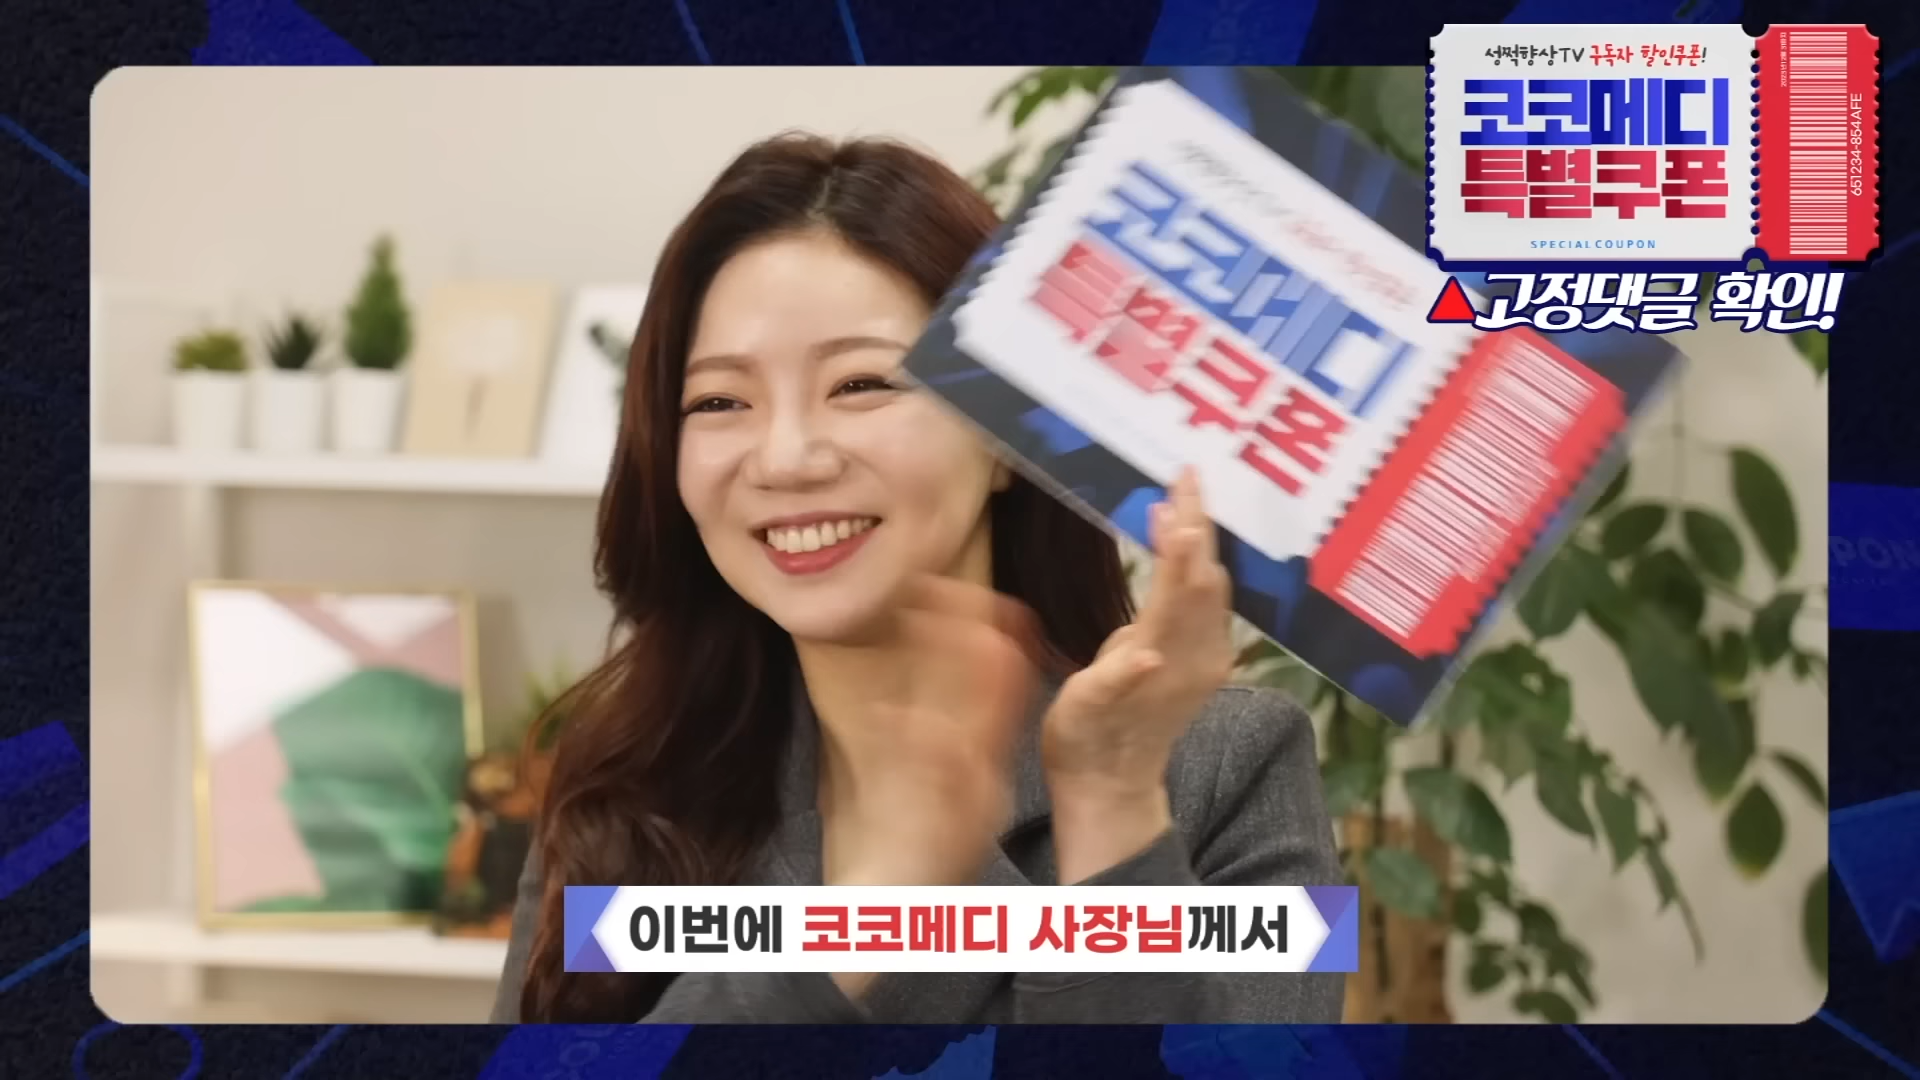 성쩍향상TV 구독자 할인쿠폰!
코코메디
특별쿠폰
SPECIAL COUPON
651234-854AFE
▲고정댓글 확인!
코코메디
특별쿠폰
이번에 코코메디 사장님께서